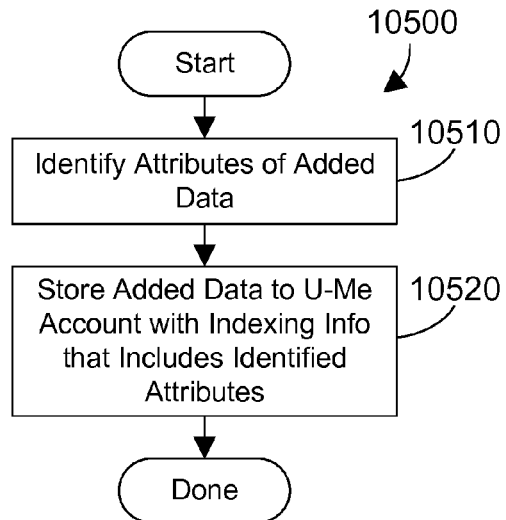 10500
Start
10510
Identify Attributes of Added
Data
10520
Store Added Data to U-Me
Account with Indexing Info
that Includes Identified
Attributes
Done